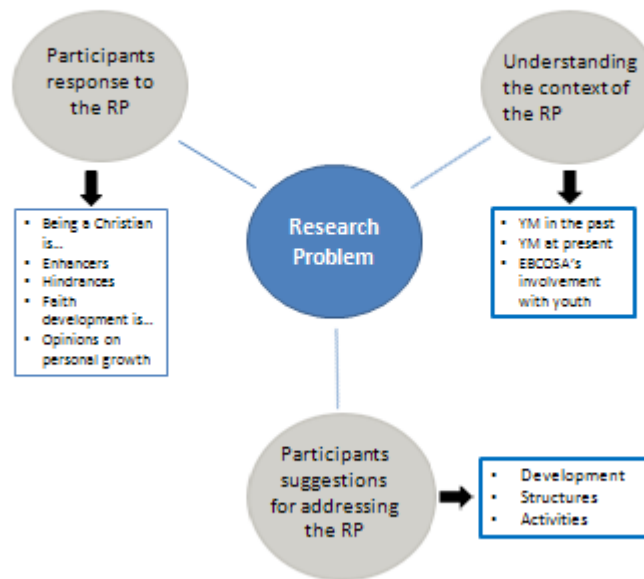 Participants
response to
the RP
Understanding
the context of
the RP
Research
Problem
• Being a Christian
is…
• Enhancers
• Hindrances
• Faith
development is…
• Opinions on
personal growth
• YM in the past
• YM at present
• EBCOSA's
involvement
with youth
Participants
suggestions
for addressing
the RP
• Development
• Structures
• Activities